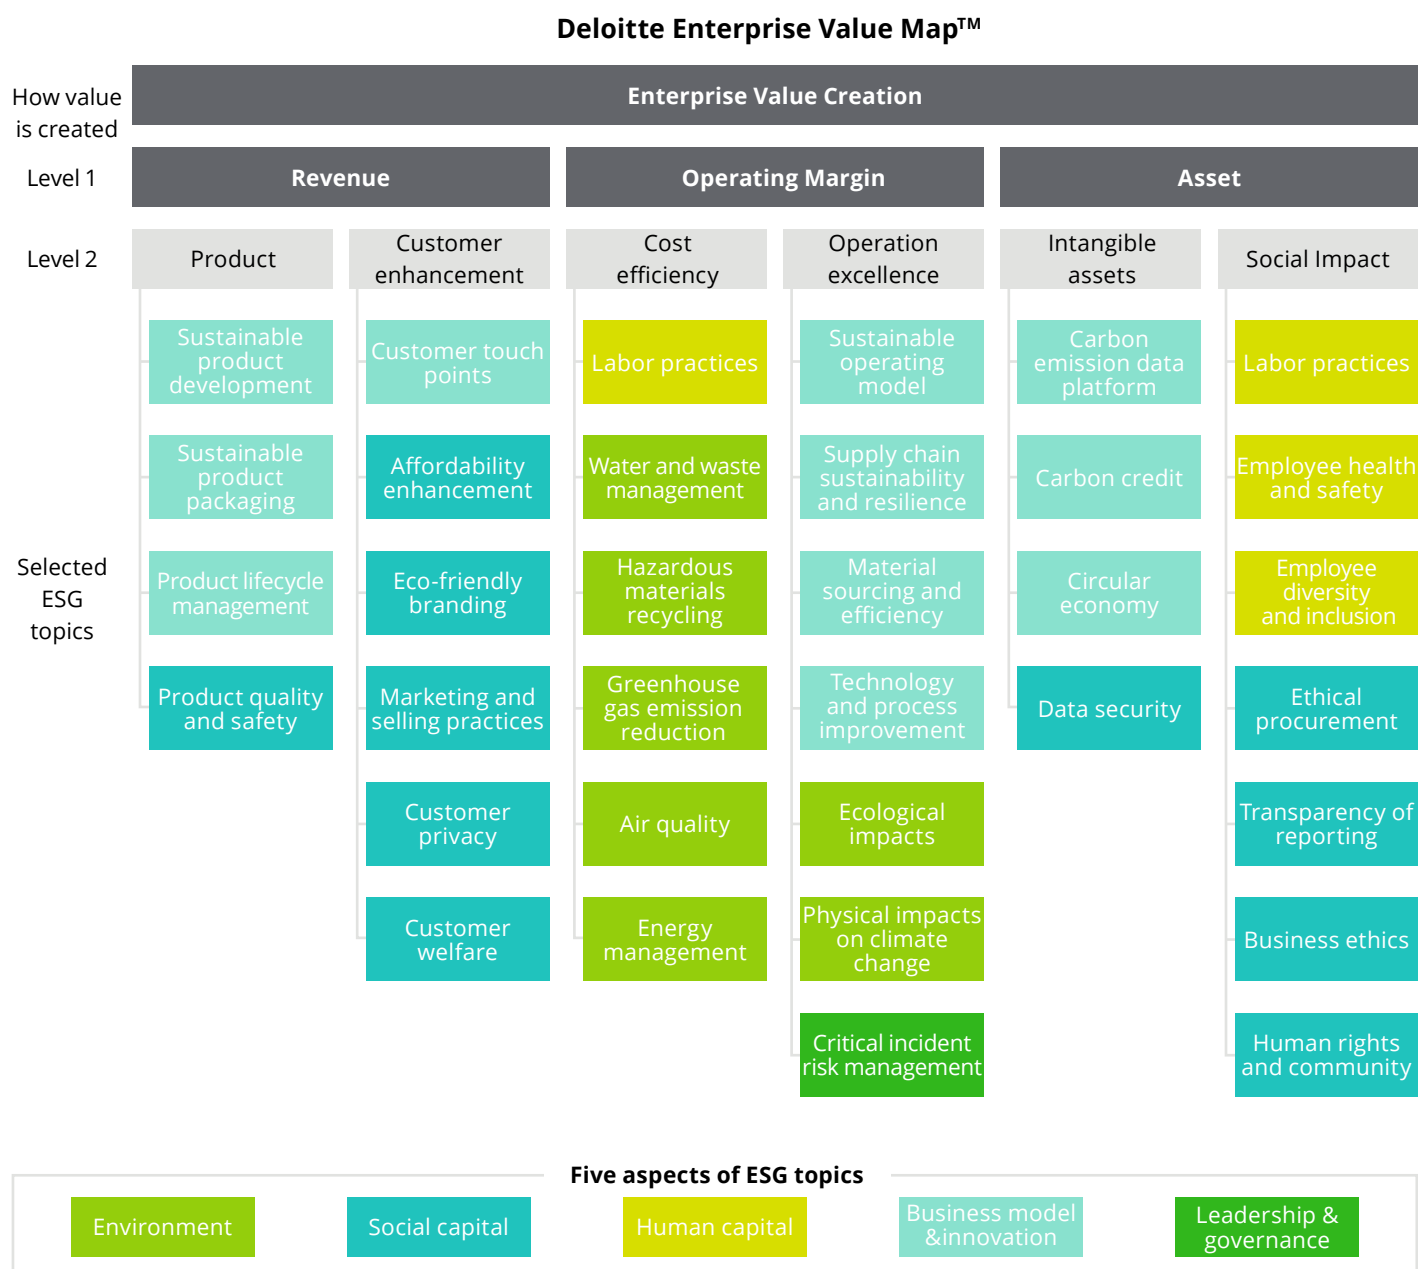 Deloitte Enterprise Value Map™
How value
is created
Enterprise Value Creation
Level 1
Revenue
Operating Margin
Asset
Level 2
Product
Customer
enhancement
Cost
efficiency
Operation
excellence
Intangible
assets
Social Impact
Selected
ESG
topics
Sustainable
product
development
Sustainable
product
packaging
Product lifecycle
management
Product quality
and safety
Customer touch
points
Affordability
enhancement
Eco-friendly
branding
Marketing and
selling practices
Customer
privacy
Customer
welfare
Labor practices
Water and waste
management
Hazardous
materials
recycling
Greenhouse
gas emission
reduction
Air quality
Energy
management
Sustainable
operating
model
Supply chain
sustainability
and resilience
Material
sourcing and
efficiency
Technology
and process
improvement
Ecological
impacts
Physical impacts
on climate
change
Critical incident
risk management
Carbon
emission data
platform
Carbon credit
Circular
economy
Data security
Labor practices
Employee health
and safety
Employee
diversity
and inclusion
Ethical
procurement
Transparency of
reporting
Business ethics
Human rights
and community
Five aspects of ESG topics
Environment
Social capital
Human capital
Business model
&innovation
Leadership &
governance